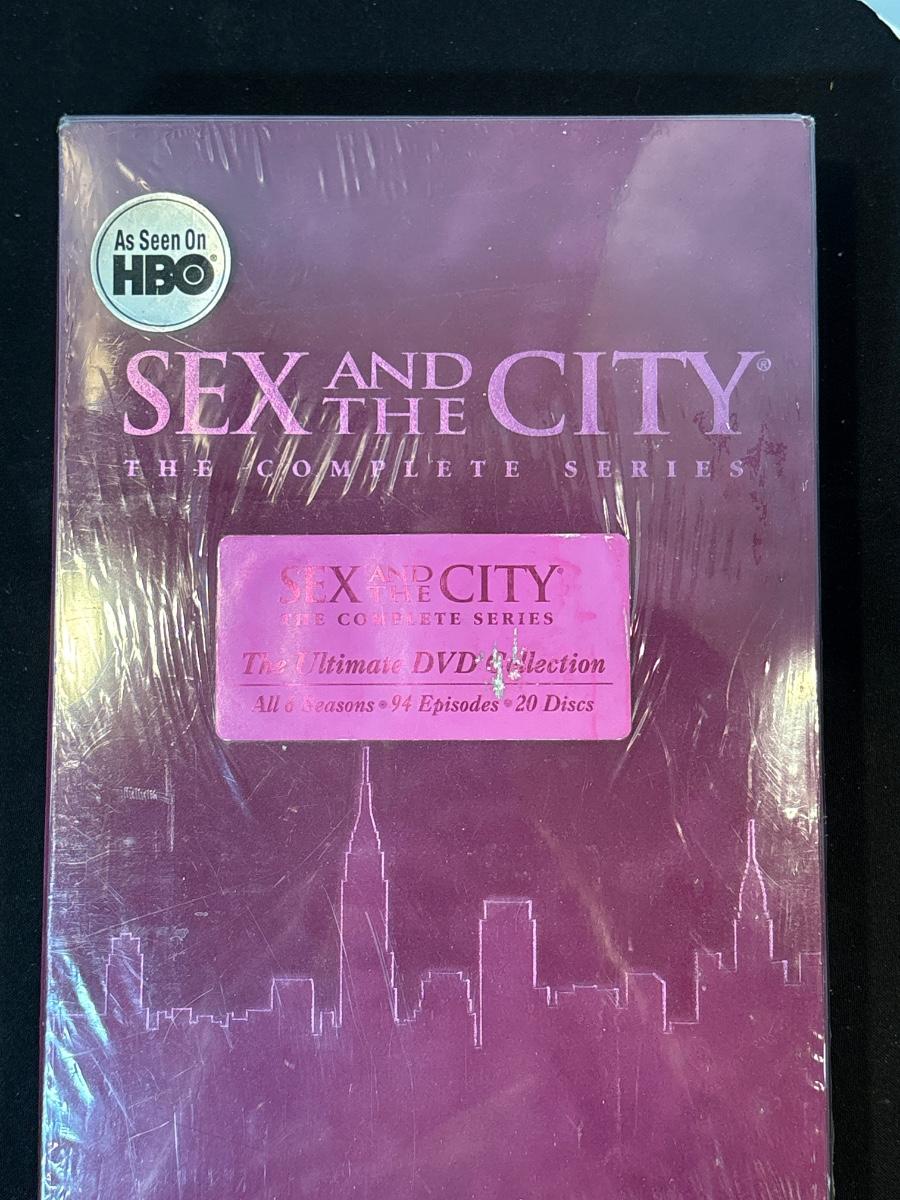 As Seen On
HBO®
SEX AND THE CITY®
THE COMPLETE SERIES
SEX AND THE CITY
THE COMPLETE SERIES
The Ultimate DVD Collection
All 6 Seasons • 94 Episodes • 20 Discs